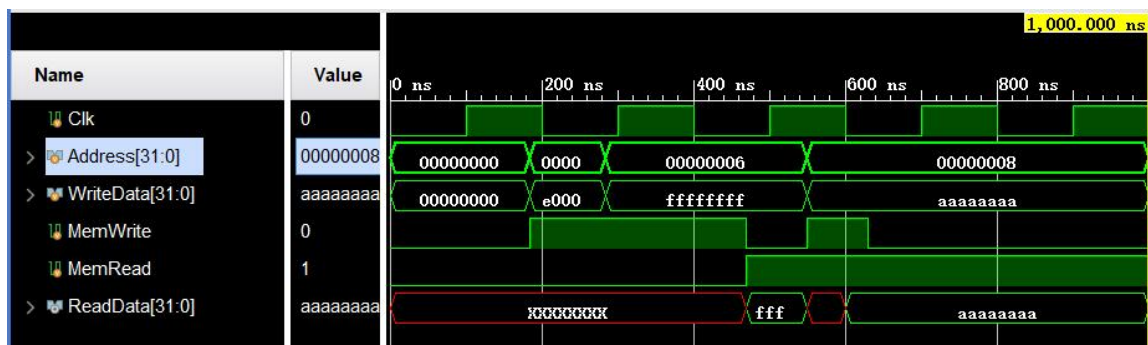 1,000.000 ns
Name Value 0 ns 200 ns 400 ns 600 ns 800 ns
Clk 0
Address[31:0] 00000008 00000000 0000 00000006 00000008
WriteData[31:0] aaaaaaaa 00000000 e000 ffffffff aaaaaaaa
MemWrite 0
MemRead 1
ReadData[31:0] aaaaaaaa XXXXXXXX fff aaaaaaaa